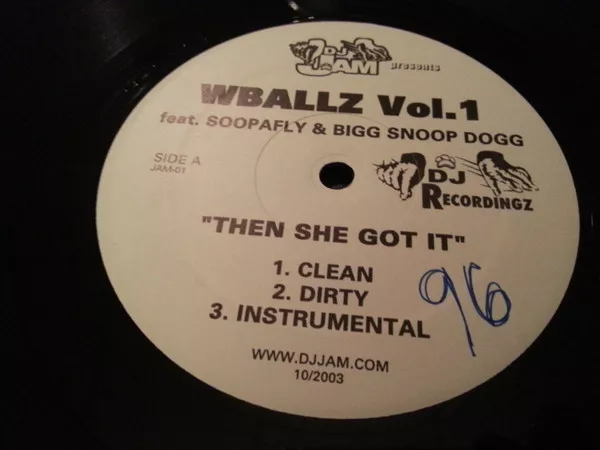 DJ
JAM presents
WBALLZ Vol.1
feat. SOOPAFLY & BIGG SNOOP DOGG
SIDE A
JAM-01
DJ
RECORDINGZ
"THEN SHE GOT IT"
1. CLEAN
2. DIRTY
3. INSTRUMENTAL
96
WWW.DJJAM.COM
10/2003